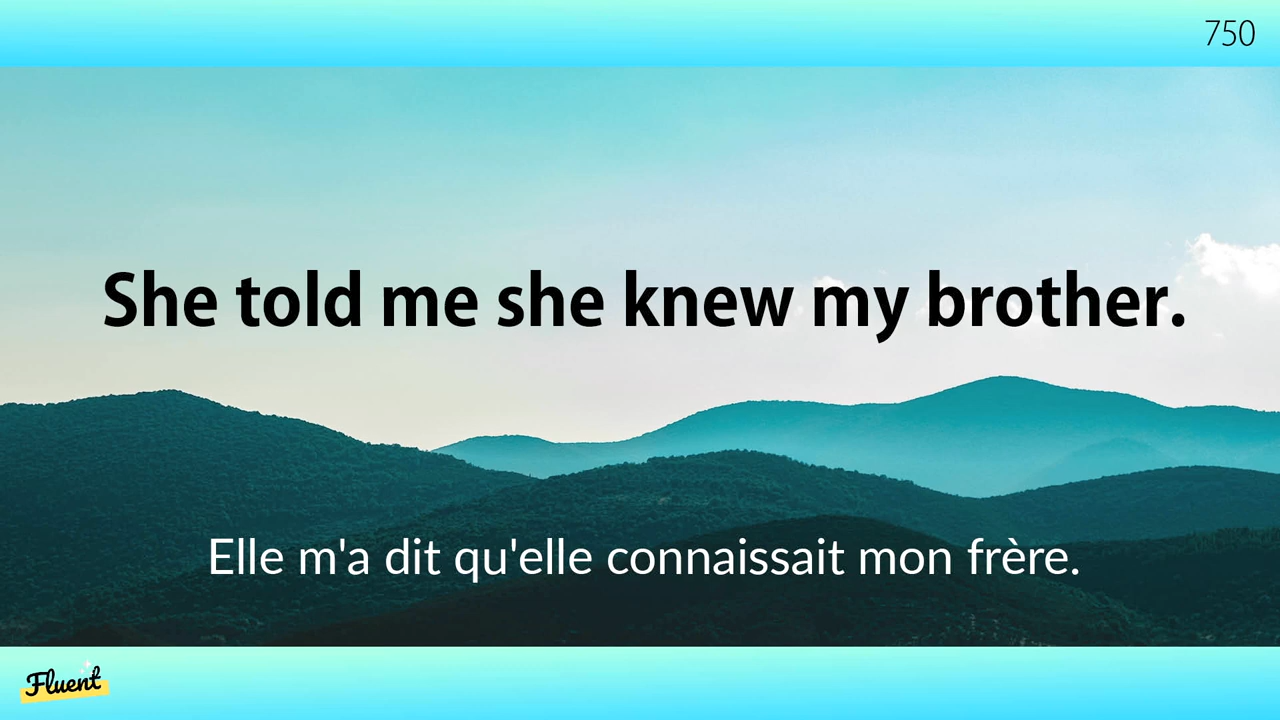 750
She told me she knew my brother.
Elle m'a dit qu'elle connaissait mon frère.
Fluent